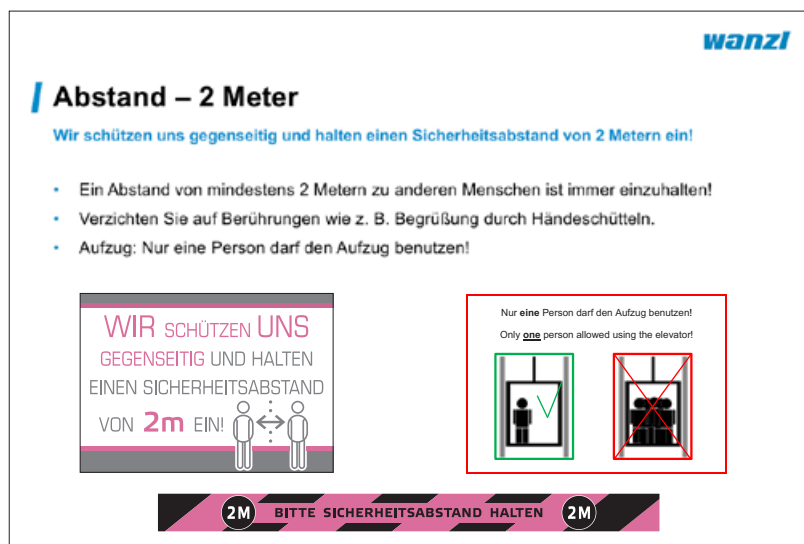 wanzl
Abstand – 2 Meter
Wir schützen uns gegenseitig und halten einen Sicherheitsabstand von 2 Metern ein!
• Ein Abstand von mindestens 2 Metern zu anderen Menschen ist immer einzuhalten!
• Verzichten Sie auf Berührungen wie z. B. Begrüßung durch Händeschütteln.
• Aufzug: Nur eine Person darf den Aufzug benutzen!
WIR SCHÜTZEN UNS
GEGENSEITIG UND HALTEN
EINEN SICHERHEITSABSTAND
VON 2m EIN!
Nur eine Person darf den Aufzug benutzen!
Only one person allowed using the elevator!
2M BITTE SICHERHEITSABSTAND HALTEN 2M